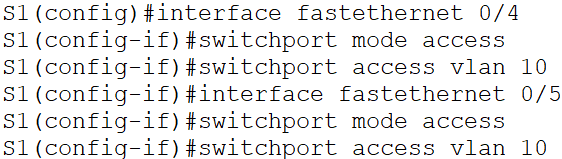 S1(config)#interface fastethernet 0/4
S1(config-if)#switchport mode access
S1(config-if)#switchport access vlan 10
S1(config-if)#interface fastethernet 0/5
S1(config-if)#switchport mode access
S1(config-if)#switchport access vlan 10